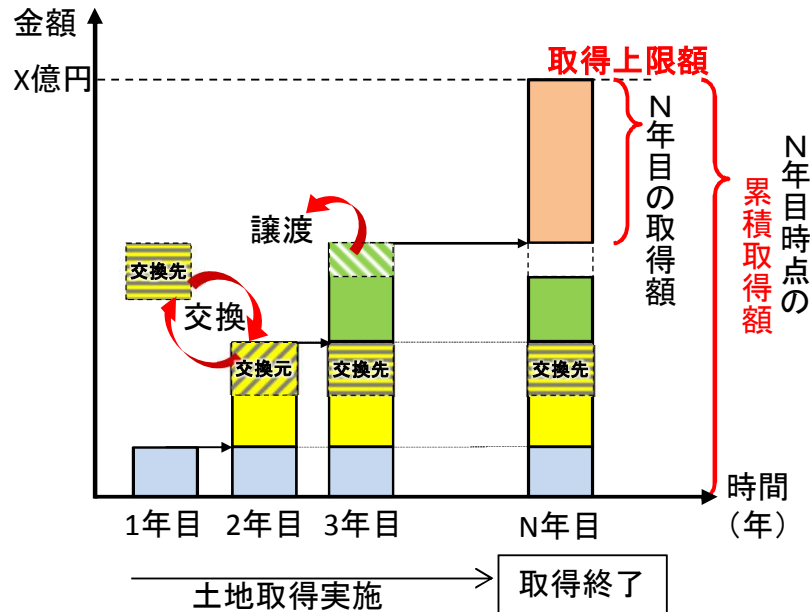 金額
X億円
取得上限額
N年目の取得額
N年目時点の
累積取得額
譲渡
交換先
交換
交換元
交換先
交換先
1年目
2年目
3年目
N年目
時間
（年）
土地取得実施
取得終了